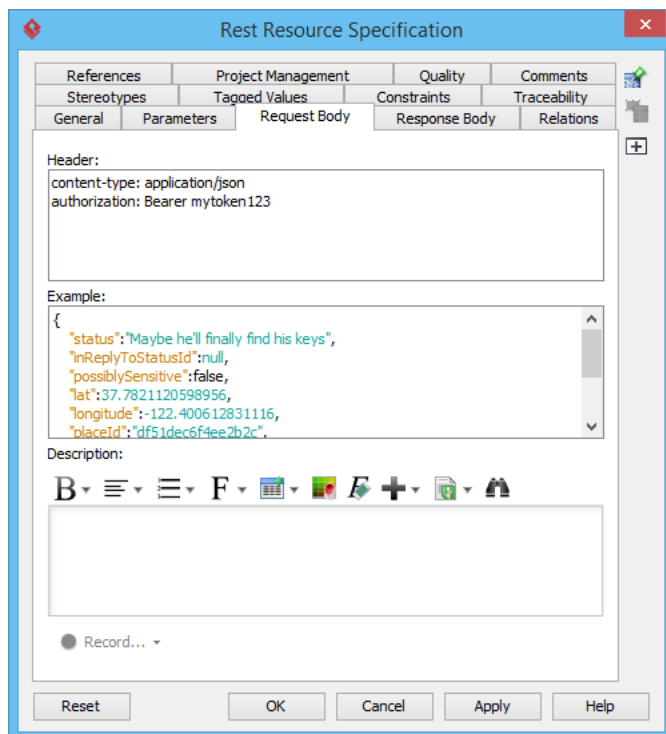 Rest Resource Specification
References Project Management Quality Comments
Stereotypes Tagged Values Constraints Traceability
General Parameters Request Body Response Body Relations
Header:
content-type: application/json
authorization: Bearer mytoken123
Example:
{
"status":"Maybe he'll finally find his keys",
"inReplyToStatusId":null,
"possiblySensitive":false,
"lat":37.7821120598956,
"longitude":-122.400612831116,
"placeId":"df51dec6f4ee2b2c",
Description:
B F F
Record...
Reset OK Cancel Apply Help